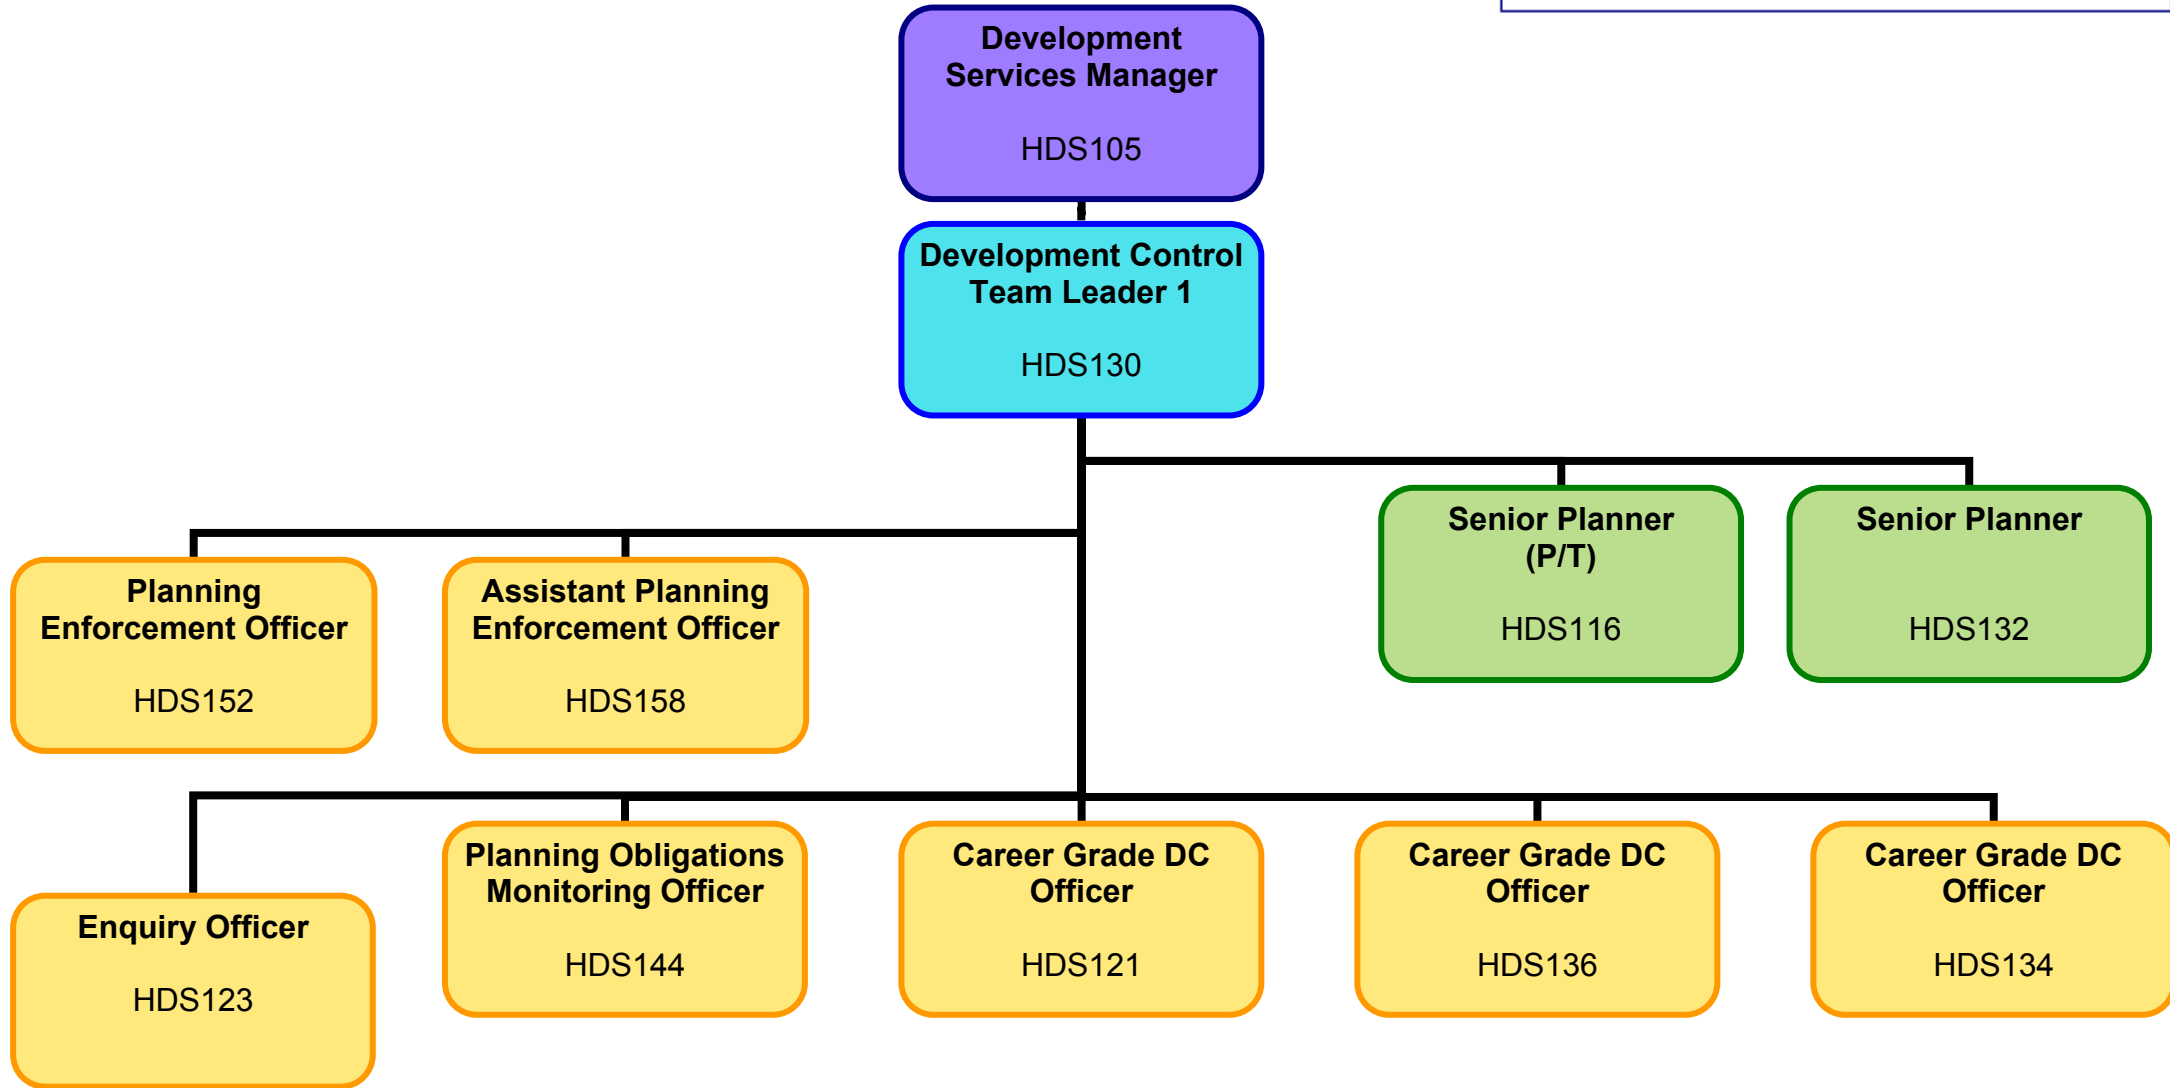 Development
Services Manager
HDS105
Development Control
Team Leader 1
HDS130
Senior Planner
(P/T)
HDS116
Senior Planner
HDS132
Planning
Enforcement Officer
HDS152
Assistant Planning
Enforcement Officer
HDS158
Enquiry Officer
HDS123
Planning Obligations
Monitoring Officer
HDS144
Career Grade DC
Officer
HDS121
Career Grade DC
Officer
HDS136
Career Grade DC
Officer
HDS134